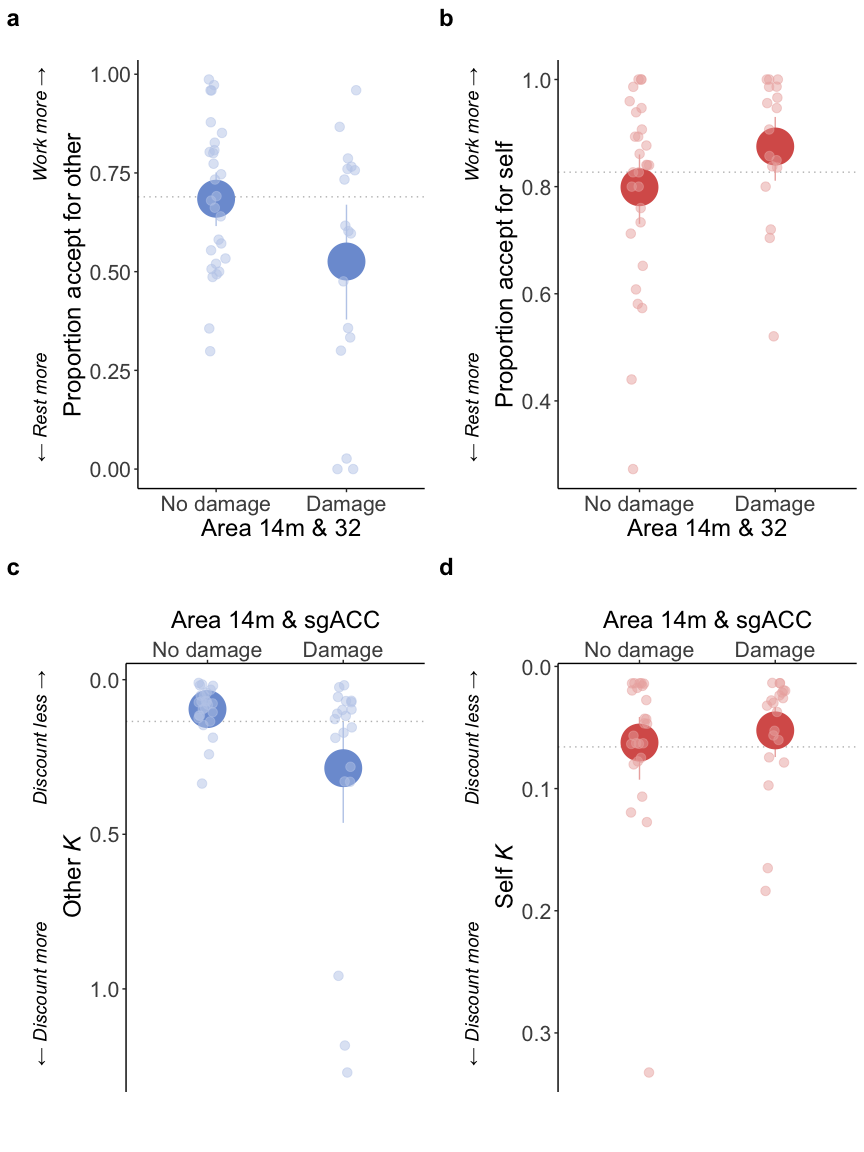 a
Work more →
← Rest more
Proportion accept for other
1.00
0.75
0.50
0.25
0.00
No damage
Damage
Area 14m & 32
b
Work more →
← Rest more
Proportion accept for self
1.0
0.8
0.6
0.4
No damage
Damage
Area 14m & 32
c
Area 14m & sgACC
No damage
Damage
Discount less →
← Discount more
Other K
0.0
0.5
1.0
d
Area 14m & sgACC
No damage
Damage
Discount less →
← Discount more
Self K
0.0
0.1
0.2
0.3